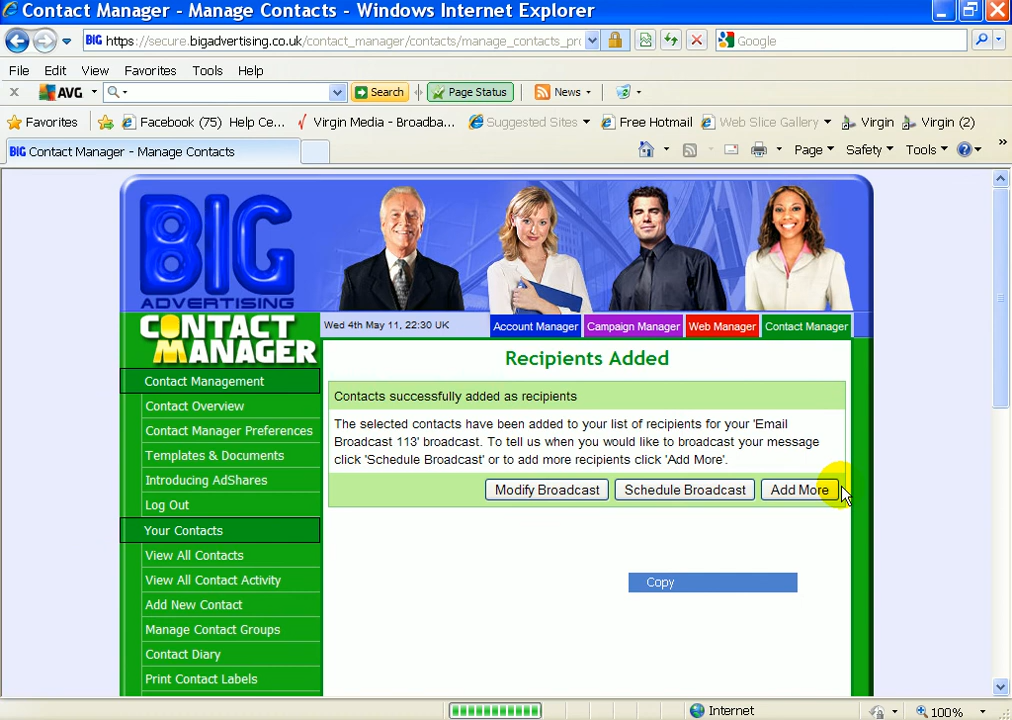 Contact Manager - Manage Contacts - Windows Internet Explorer
BIG https://secure.bigadvertising.co.uk/contact_manager/contacts/manage_contacts_prc
Google
File Edit View Favorites Tools Help
x AVG Search Page Status News
Favorites Facebook (75) Help Ce... Virgin Media - Broadba... Suggested Sites Free Hotmail Web Slice Gallery Virgin Virgin (2)
BIG Contact Manager - Manage Contacts
Page Safety Tools »
BIG
ADVERTISING
CONTACT
MANAGER
Wed 4th May 11, 22:30 UK
Account Manager Campaign Manager Web Manager Contact Manager
Recipients Added
Contacts successfully added as recipients
The selected contacts have been added to your list of recipients for your 'Email
Broadcast 113' broadcast. To tell us when you would like to broadcast your message
click 'Schedule Broadcast' or to add more recipients click 'Add More'.
Modify Broadcast Schedule Broadcast Add More
Copy
Contact Management
Contact Overview
Contact Manager Preferences
Templates & Documents
Introducing AdShares
Log Out
Your Contacts
View All Contacts
View All Contact Activity
Add New Contact
Manage Contact Groups
Contact Diary
Print Contact Labels
Internet
100%